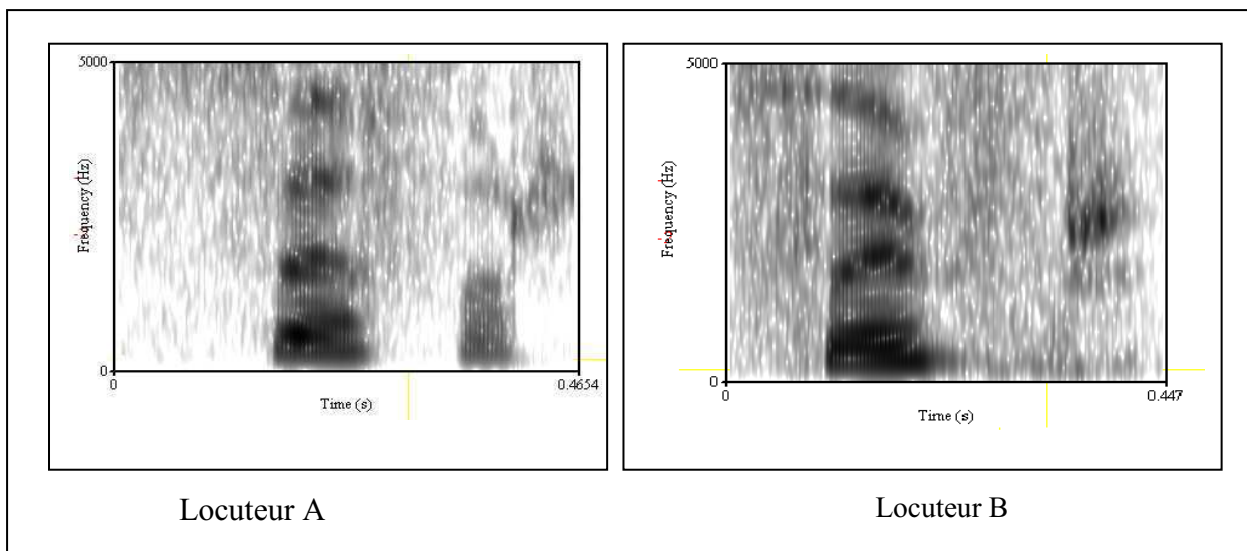 5000
Frequency (Hz)
0
0
0.4654
Time (s)
5000
Frequency (Hz)
0
0
0.447
Time (s)
Locuteur A
Locuteur B